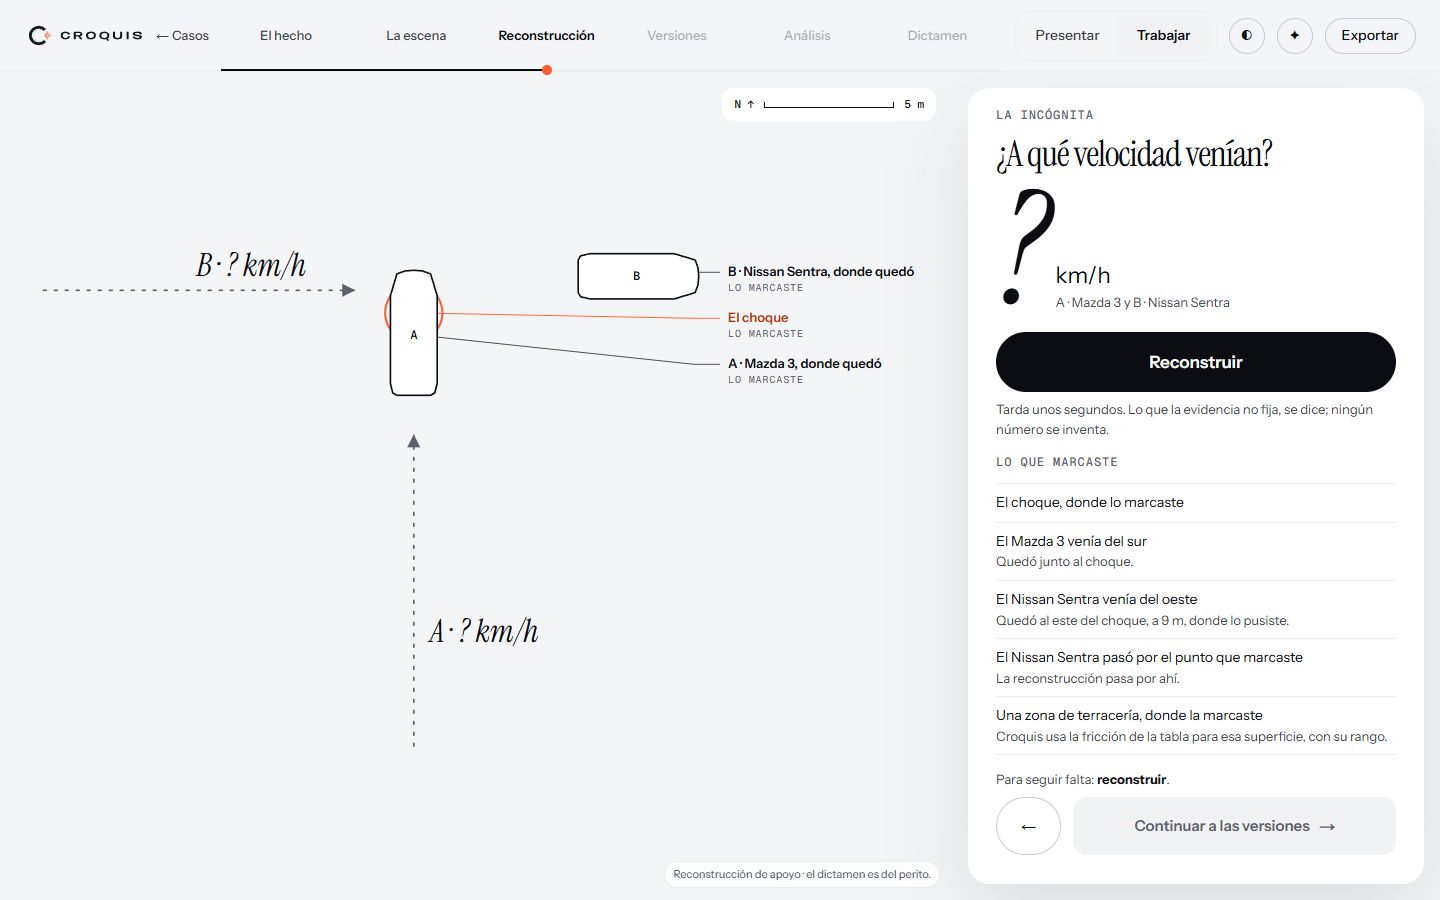 CROQUIS
← Casos
El hecho
La escena
Reconstrucción
Versiones
Análisis
Dictamen
Presentar
Trabajar
Exportar
N ↑ 5 m
B · ? km/h
A
B
B · Nissan Sentra, donde quedó
LO MARCASTE
El choque
LO MARCASTE
A · Mazda 3, donde quedó
LO MARCASTE
A · ? km/h
Reconstrucción de apoyo · el dictamen es del perito.
LA INCÓGNITA
¿A qué velocidad venían?
?
km/h
A · Mazda 3 y B · Nissan Sentra
Reconstruir
Tarda unos segundos. Lo que la evidencia no fija, se dice; ningún
número se inventa.
LO QUE MARCASTE
El choque, donde lo marcaste
El Mazda 3 venía del sur
Quedó junto al choque.
El Nissan Sentra venía del oeste
Quedó al este del choque, a 9 m, donde lo pusiste.
El Nissan Sentra pasó por el punto que marcaste
La reconstrucción pasa por ahí.
Una zona de terracería, donde la marcaste
Croquis usa la fricción de la tabla para esa superficie, con su rango.
Para seguir falta: reconstruir.
←
Continuar a las versiones →